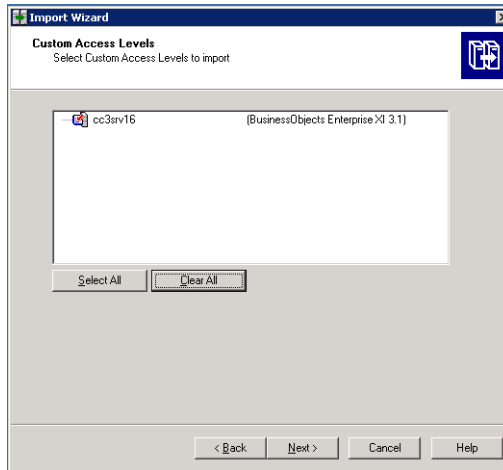 Import Wizard
Custom Access Levels
Select Custom Access Levels to import
cc3srv16 (BusinessObjects Enterprise XI 3.1)
Select All Clear All
< Back Next > Cancel Help